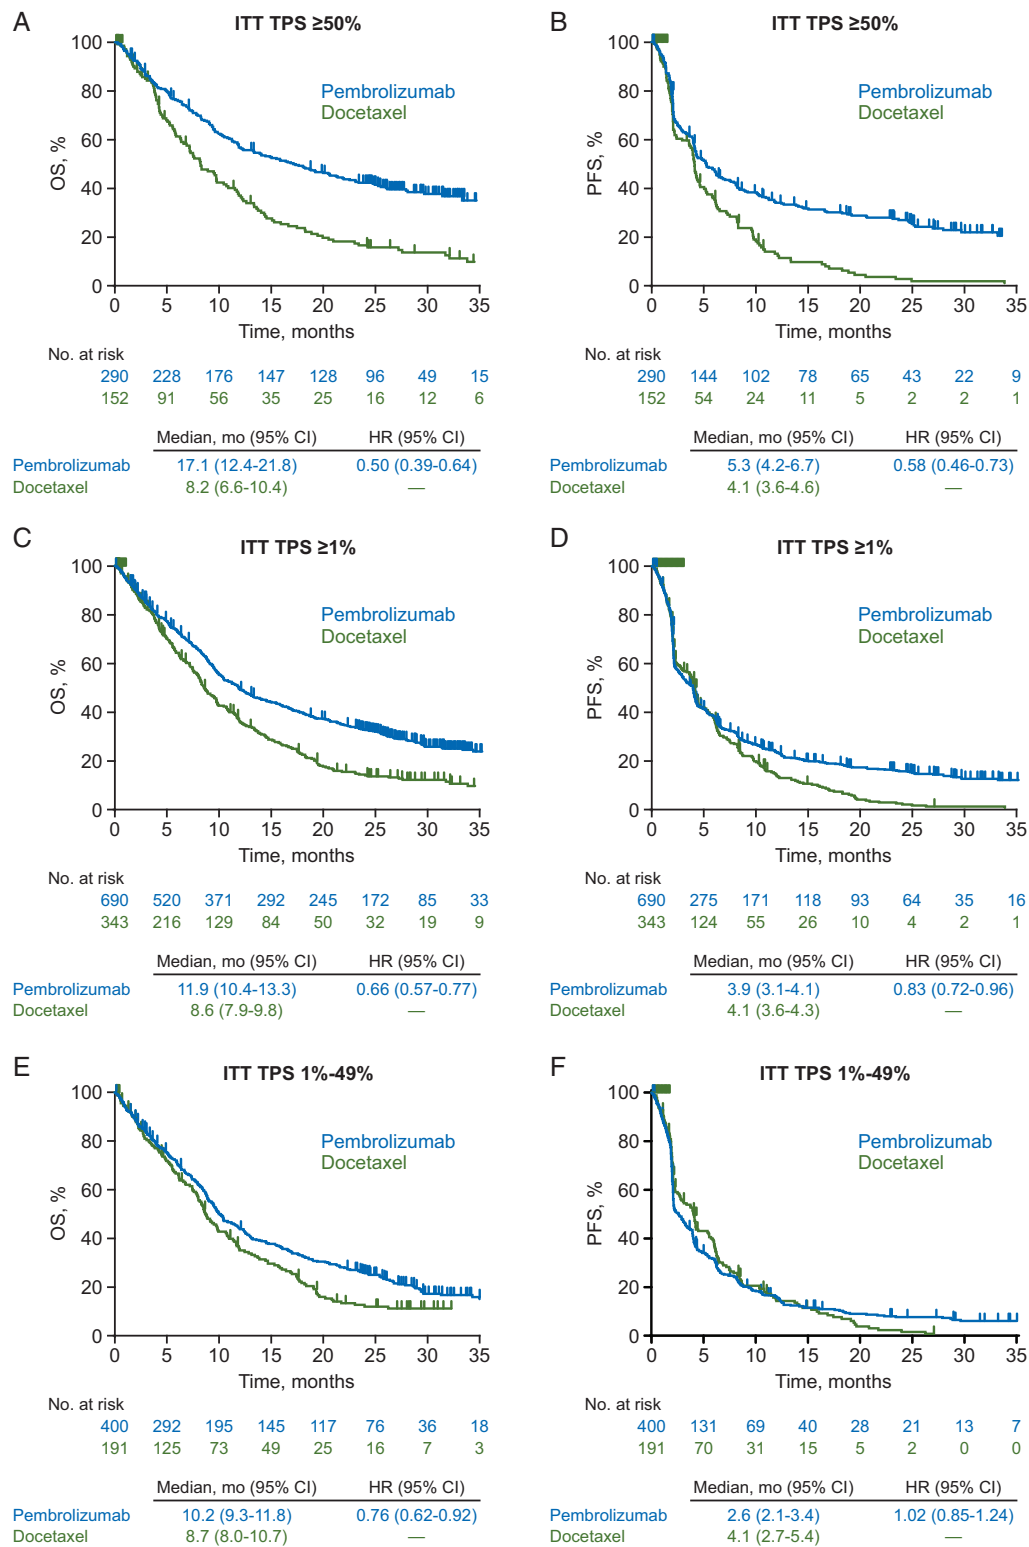 A
ITT TPS ≥50%
OS, %
100
80
60
40
20
0
Pembrolizumab
Docetaxel
0 5 10 15 20 25 30 35
Time, months
No. at risk
290 228 176 147 128 96 49 15
152 91 56 35 25 16 12 6
Median, mo (95% CI) HR (95% CI)
Pembrolizumab 17.1 (12.4-21.8) 0.50 (0.39-0.64)
Docetaxel 8.2 (6.6-10.4) —
B
ITT TPS ≥50%
PFS, %
100
80
60
40
20
0
Pembrolizumab
Docetaxel
0 5 10 15 20 25 30 35
Time, months
No. at risk
290 144 102 78 65 43 22 9
152 54 24 11 5 2 2 1
Median, mo (95% CI) HR (95% CI)
Pembrolizumab 5.3 (4.2-6.7) 0.58 (0.46-0.73)
Docetaxel 4.1 (3.6-4.6) —
C
ITT TPS ≥1%
OS, %
100
80
60
40
20
0
Pembrolizumab
Docetaxel
0 5 10 15 20 25 30 35
Time, months
No. at risk
690 520 371 292 245 172 85 33
343 216 129 84 50 32 19 9
Median, mo (95% CI) HR (95% CI)
Pembrolizumab 11.9 (10.4-13.3) 0.66 (0.57-0.77)
Docetaxel 8.6 (7.9-9.8) —
D
ITT TPS ≥1%
PFS, %
100
80
60
40
20
0
Pembrolizumab
Docetaxel
0 5 10 15 20 25 30 35
Time, months
No. at risk
690 275 171 118 93 64 35 16
343 124 55 26 10 4 2 1
Median, mo (95% CI) HR (95% CI)
Pembrolizumab 3.9 (3.1-4.1) 0.83 (0.72-0.96)
Docetaxel 4.1 (3.6-4.3) —
E
ITT TPS 1%-49%
OS, %
100
80
60
40
20
0
Pembrolizumab
Docetaxel
0 5 10 15 20 25 30 35
Time, months
No. at risk
400 292 195 145 117 76 36 18
191 125 73 49 25 16 7 3
Median, mo (95% CI) HR (95% CI)
Pembrolizumab 10.2 (9.3-11.8) 0.76 (0.62-0.92)
Docetaxel 8.7 (8.0-10.7) —
F
ITT TPS 1%-49%
PFS, %
100
80
60
40
20
0
Pembrolizumab
Docetaxel
0 5 10 15 20 25 30 35
Time, months
No. at risk
400 131 69 40 28 21 13 7
191 70 31 15 5 2 0 0
Median, mo (95% CI) HR (95% CI)
Pembrolizumab 2.6 (2.1-3.4) 1.02 (0.85-1.24)
Docetaxel 4.1 (2.7-5.4) —